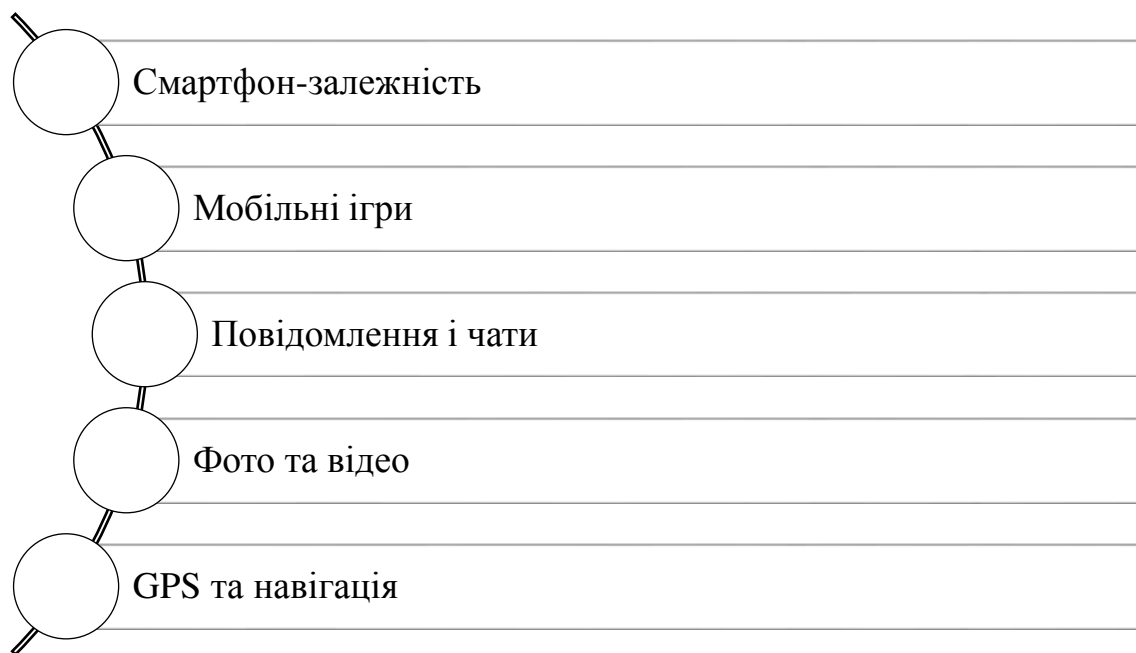 Смартфон-залежність
Мобільні ігри
Повідомлення і чати
Фото та відео
GPS та навігація